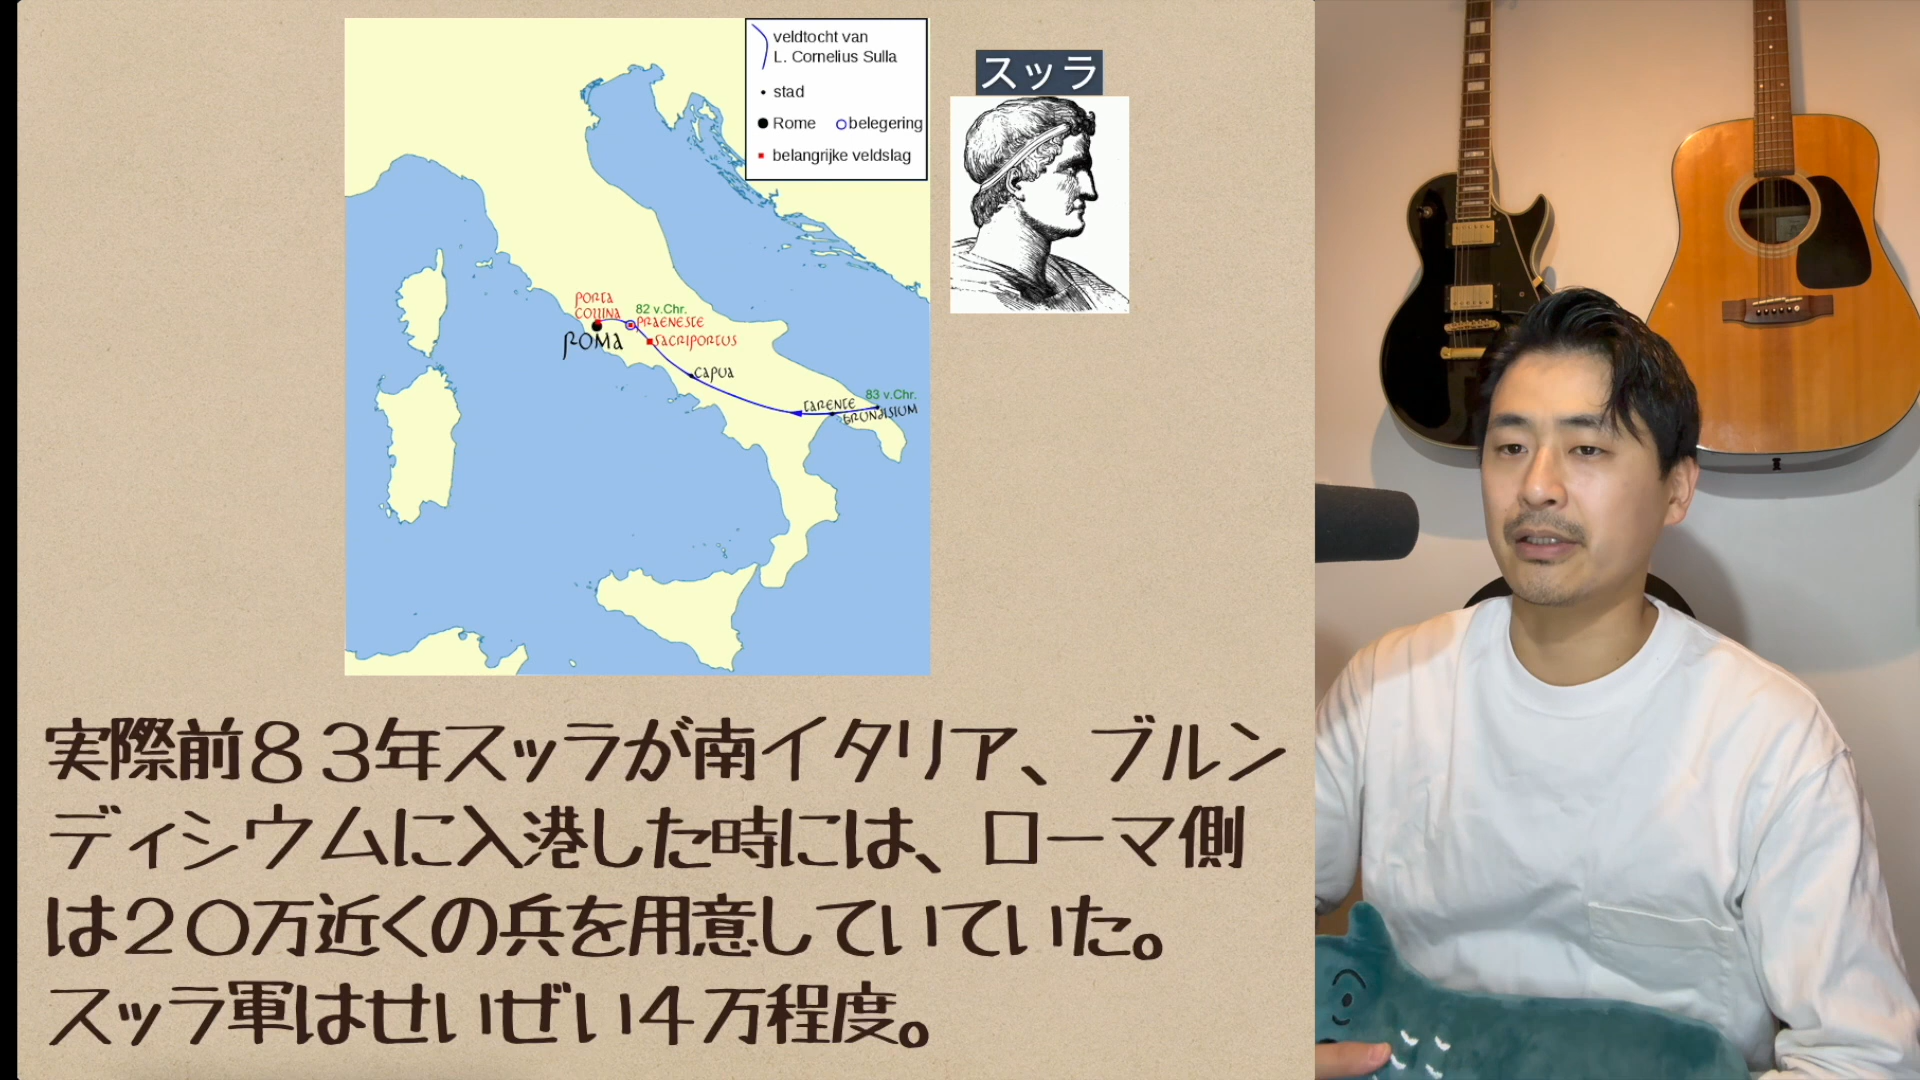 veldtocht van
L. Cornelius Sulla
stad
Rome belegering
belangrijke veldslag
スッラ
PORTA
COLLINA
82 v.Chr.
PRAENESTE
ROMA
SACRIPORTUS
CAPUA
83 v.Chr.
TARENTE
BRUNDISIUM
実際前83年スッラが南イタリア、ブルン
ディシウムに入港した時には、ローマ側
は20万近くの兵を用意していていた。
スッラ軍はせいぜい4万程度。